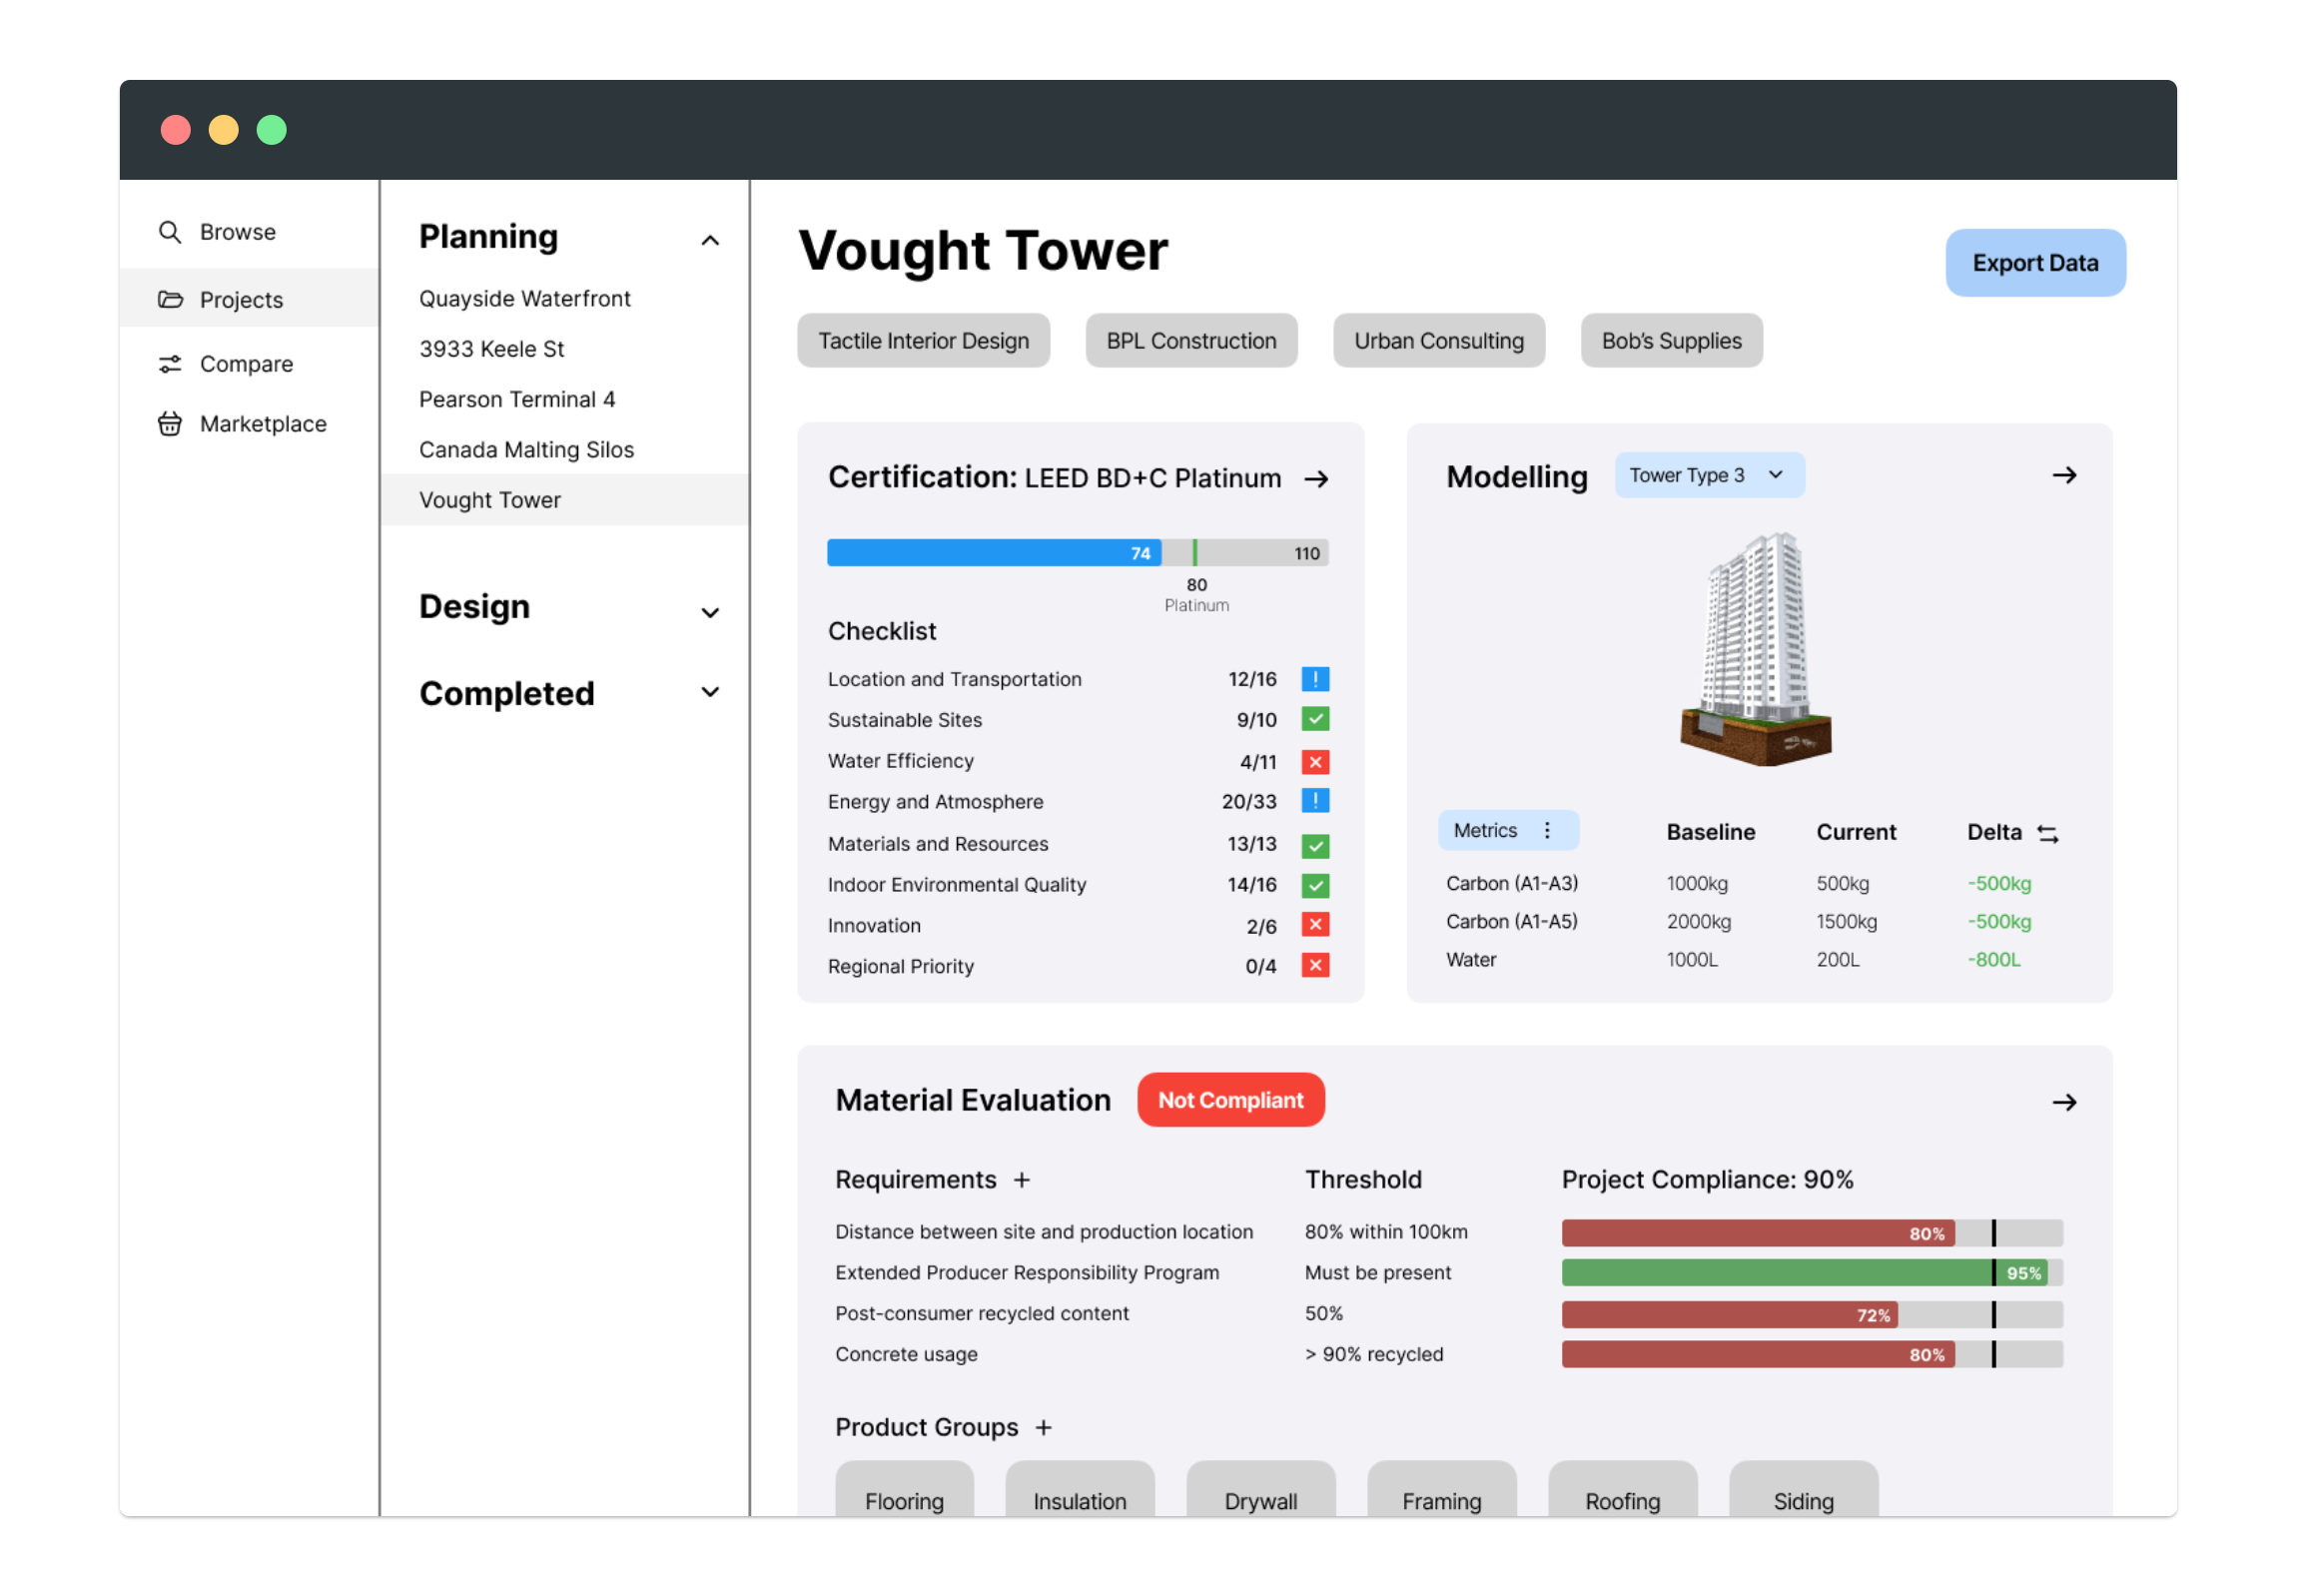 Browse
Projects
Compare
Marketplace
Planning
Quayside Waterfront
3933 Keele St
Pearson Terminal 4
Canada Malting Silos
Vought Tower
Design
Completed
Vought Tower
Export Data
Tactile Interior Design
BPL Construction
Urban Consulting
Bob’s Supplies
Certification: LEED BD+C Platinum
74
110
80
Platinum
Checklist
Location and Transportation 12/16 !
Sustainable Sites 9/10
Water Efficiency 4/11
Energy and Atmosphere 20/33 !
Materials and Resources 13/13
Indoor Environmental Quality 14/16
Innovation 2/6
Regional Priority 0/4
Modelling
Tower Type 3
Metrics Baseline Current Delta
Carbon (A1-A3) 1000kg 500kg -500kg
Carbon (A1-A5) 2000kg 1500kg -500kg
Water 1000L 200L -800L
Material Evaluation
Not Compliant
Requirements + Threshold Project Compliance: 90%
Distance between site and production location 80% within 100km 80%
Extended Producer Responsibility Program Must be present 95%
Post-consumer recycled content 50% 72%
Concrete usage > 90% recycled 80%
Product Groups +
Flooring
Insulation
Drywall
Framing
Roofing
Siding